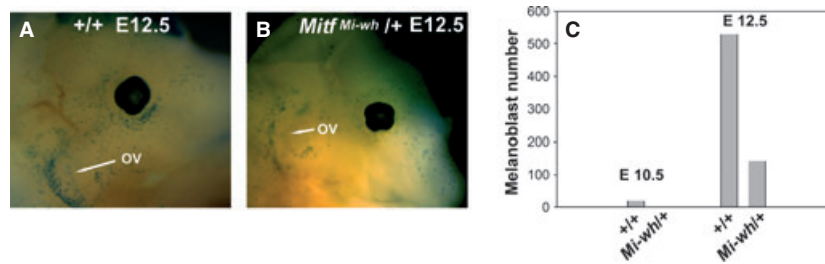 A
+/+ E12.5
OV
B
Mitf Mi-wh /+ E12.5
OV
C
Melanoblast number
600
500
400
300
200
100
0
E 10.5
E 12.5
+/+
Mi-wh/+
+/+
Mi-wh/+